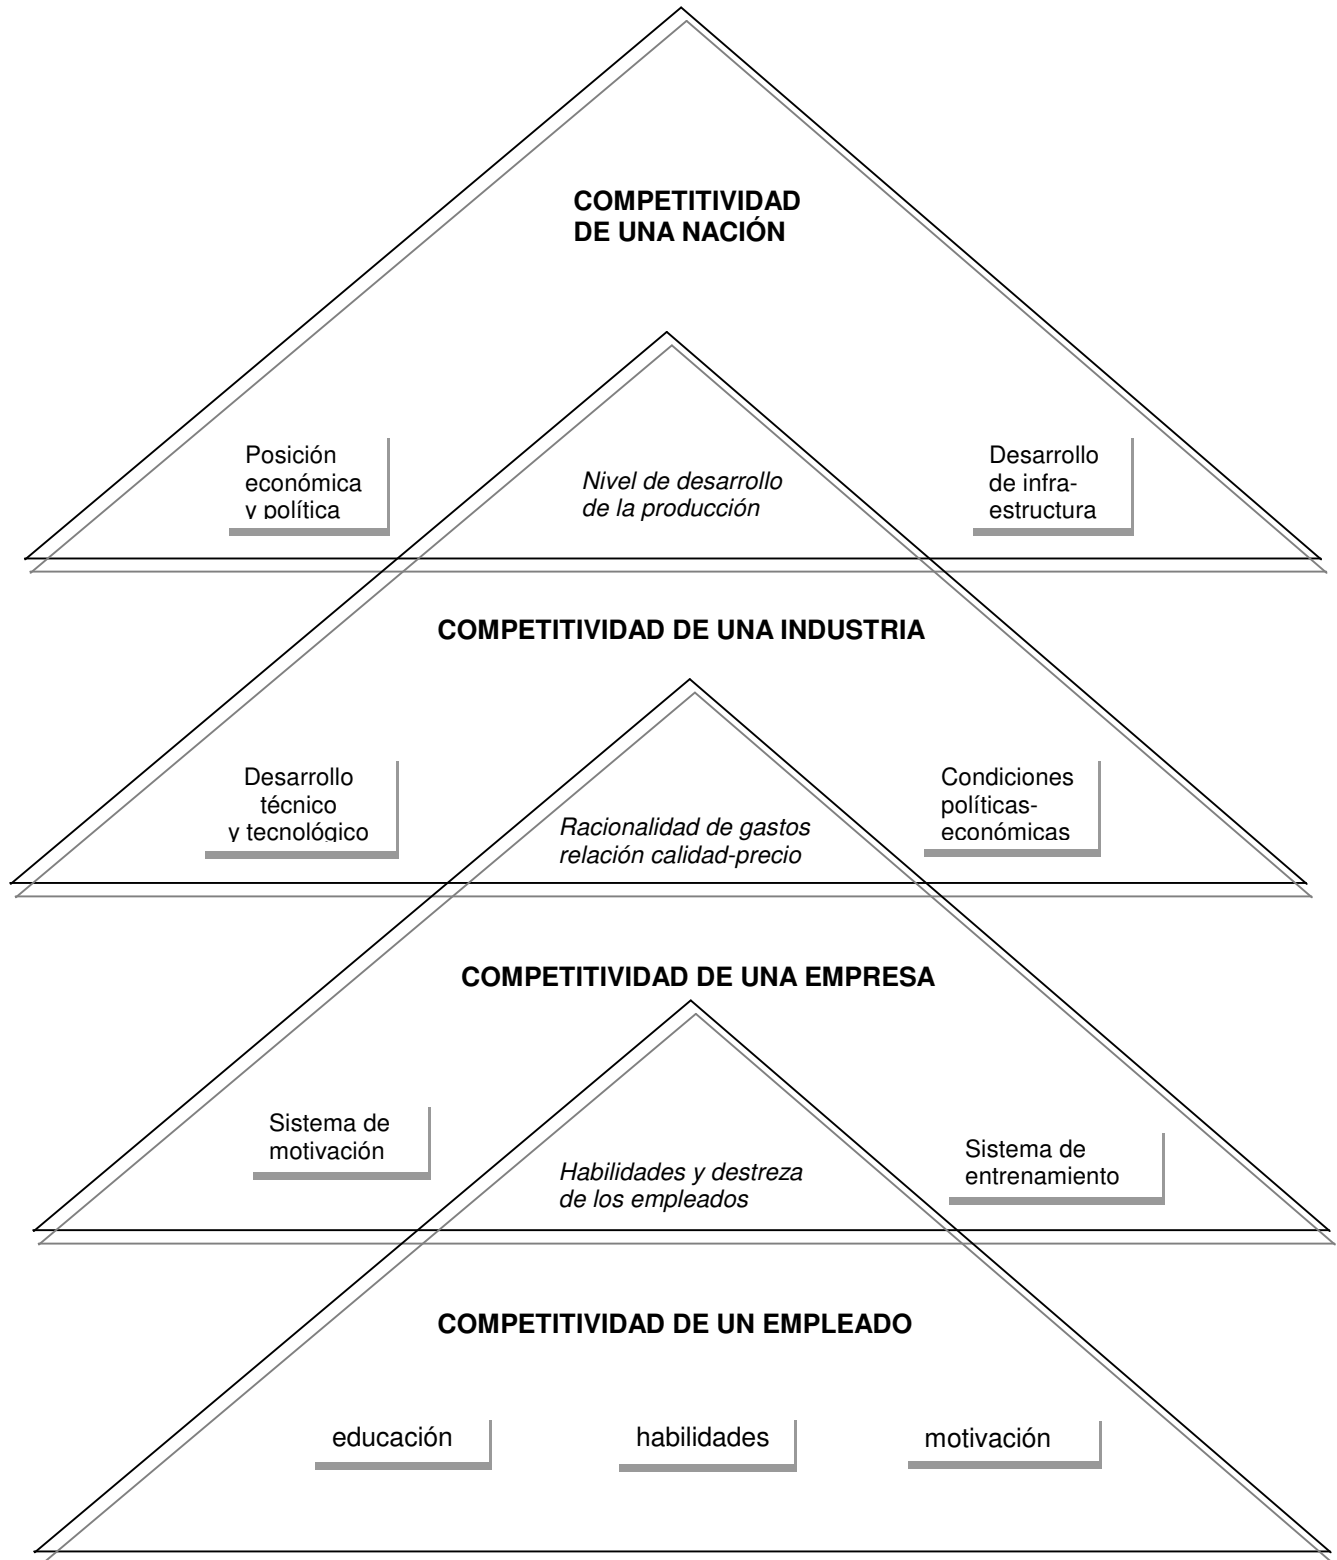 COMPETITIVIDAD
DE UNA NACIÓN
Posición
económica
y política
Nivel de desarrollo
de la producción
Desarrollo
de infra-
estructura
COMPETITIVIDAD DE UNA INDUSTRIA
Desarrollo
técnico
y tecnológico
Racionalidad de gastos
relación calidad-precio
Condiciones
políticas-
económicas
COMPETITIVIDAD DE UNA EMPRESA
Sistema de
motivación
Habilidades y destreza
de los empleados
Sistema de
entrenamiento
COMPETITIVIDAD DE UN EMPLEADO
educación
habilidades
motivación